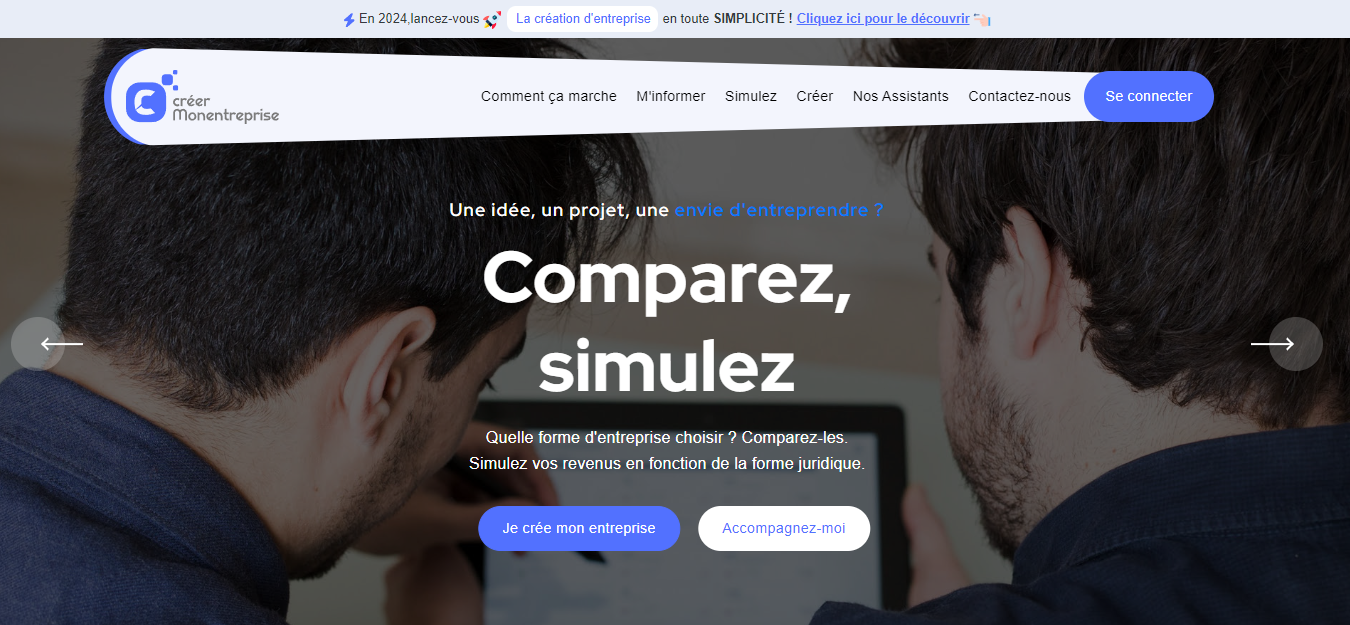 En 2024,lancez-vous La création d'entreprise en toute SIMPLICITÉ ! Cliquez ici pour le découvrir
créer
Monentreprise
Comment ça marche M'informer Simulez Créer Nos Assistants Contactez-nous Se connecter
Une idée, un projet, une envie d'entreprendre ?
Comparez,
simulez
Quelle forme d'entreprise choisir ? Comparez-les.
Simulez vos revenus en fonction de la forme juridique.
Je crée mon entreprise Accompagnez-moi